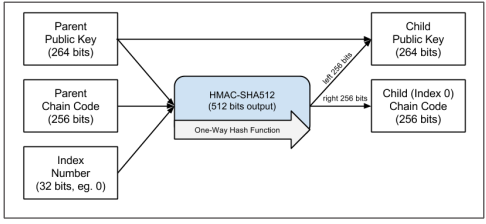 Parent
Public Key
(264 bits)
Child
Public Key
(264 bits)
left 256 bits
Parent
Chain Code
(256 bits)
HMAC-SHA512
(512 bits output)
One-Way Hash Function
right 256 bits
Child (Index 0)
Chain Code
(256 bits)
Index
Number
(32 bits, eg. 0)